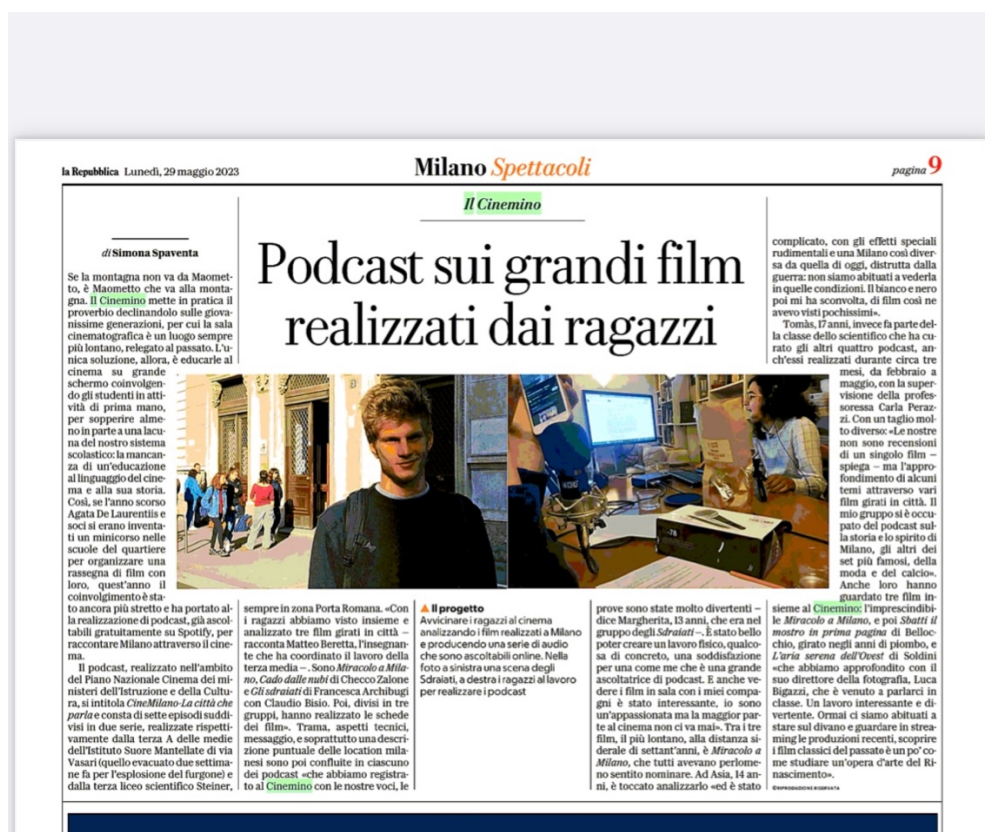 la Repubblica Lunedì, 29 maggio 2023
Milano Spettacoli
pagina 9
Il Cinemino
Podcast sui grandi film
realizzati dai ragazzi
di Simona Spaventa
Se la montagna non va da Maomet-
to, è Maometto che va alla monta-
gna. Il Cinemino mette in pratica il
proverbio declinandolo sulle giova-
nissime generazioni, per cui la sala
cinematografica è un luogo sempre
più lontano, relegato al passato. L'u-
nica soluzione, allora, è educarle al
cinema su grande
schermo coinvolgen-
do gli studenti in atti-
vità di prima mano,
per sopperire alme-
no in parte a una lacu-
na del nostro sistema
scolastico: la mancan-
za di un'educazione
al linguaggio del cine-
ma e alla sua storia.
Così, se l'anno scorso
Agata De Laurentiis e
soci si erano inventa-
ti un minicorso nelle
scuole del quartiere
per organizzare una
rassegna di film con
loro, quest'anno il
coinvolgimento è sta-
to ancora più stretto e ha portato al-
la realizzazione di podcast, già ascol-
tabili gratuitamente su Spotify, per
raccontare Milano attraverso il cine-
ma.
Il podcast, realizzato nell'ambito
del Piano Nazionale Cinema dei mi-
nisteri dell'Istruzione e della Cultu-
ra, si intitola CineMilano-La città che
parla e consta di sette episodi suddi-
visi in due serie, realizzate rispetti-
vamente dalla terza A delle medie
dell'Istituto Suore Mantellate di via
Vasari (quello evacuato due settima-
ne fa per l'esplosione del furgone) e
dalla terza liceo scientifico Steiner,
sempre in zona Porta Romana. «Con
i ragazzi abbiamo visto insieme e
analizzato tre film girati in città –
racconta Matteo Beretta, l'insegnan-
te che ha coordinato il lavoro della
terza media –. Sono Miracolo a Mila-
no, Cado dalle nubi di Checco Zalone
e Gli sdraiati di Francesca Archibugi
con Claudio Bisio. Poi, divisi in tre
gruppi, hanno realizzato le schede
dei film». Trama, aspetti tecnici,
messaggio, e soprattutto una descri-
zione puntuale delle location mila-
nesi sono poi confluite in ciascuno
dei podcast «che abbiamo registra-
to al Cinemino con le nostre voci, le
Il progetto
Avvicinare i ragazzi al cinema
analizzando i film realizzati a Milano
e producendo una serie di audio
che sono ascoltabili online. Nella
foto a sinistra una scena degli
Sdraiati, a destra i ragazzi al lavoro
per realizzare i podcast
prove sono state molto divertenti –
dice Margherita, 13 anni, che era nel
gruppo degli Sdraiati –. È stato bello
poter creare un lavoro fisico, qualco-
sa di concreto, una soddisfazione
per una come me che è una grande
ascoltatrice di podcast. E anche ve-
dere i film in sala con i miei compa-
gni è stato interessante, io sono
un'appassionata ma la maggior par-
te al cinema non ci va mai». Tra i tre
film, il più lontano, alla distanza si-
derale di settant'anni, è Miracolo a
Milano, che tutti avevano perlome-
no sentito nominare. Ad Asia, 14 an-
ni, è toccato analizzarlo «ed è stato
complicato, con gli effetti speciali
rudimentali e una Milano così diver-
sa da quella di oggi, distrutta dalla
guerra: non siamo abituati a vederla
in quelle condizioni. Il bianco e nero
poi mi ha sconvolta, di film così ne
avevo visti pochissimi».
Tomàs, 17 anni, invece fa parte del-
la classe dello scientifico che ha cu-
rato gli altri quattro podcast, an-
ch'essi realizzati durante circa tre
mesi, da febbraio a
maggio, con la super-
visione della profes-
soressa Carla Peraz-
zi. Con un taglio mol-
to diverso: «Le nostre
non sono recensioni
di un singolo film –
spiega – ma l'appro-
fondimento di alcuni
temi attraverso vari
film girati in città. Il
mio gruppo si è occu-
pato del podcast sul-
la storia e lo spirito di
Milano, gli altri dei
set più famosi, della
moda e del calcio».
Anche loro hanno
guardato tre film in-
sieme al Cinemino: l'imprescindibi-
le Miracolo a Milano, e poi Sbatti il
mostro in prima pagina di Belloc-
chio, girato negli anni di piombo, e
L'aria serena dell'Ovest di Soldini
«che abbiamo approfondito con il
suo direttore della fotografia, Luca
Bigazzi, che è venuto a parlarci in
classe. Un lavoro interessante e di-
vertente. Ormai ci siamo abituati a
stare sul divano e guardare in strea-
ming le produzioni recenti, scoprire
i film classici del passato è un po' co-
me studiare un'opera d'arte del Ri-
nascimento».
©RIPRODUZIONE RISERVATA